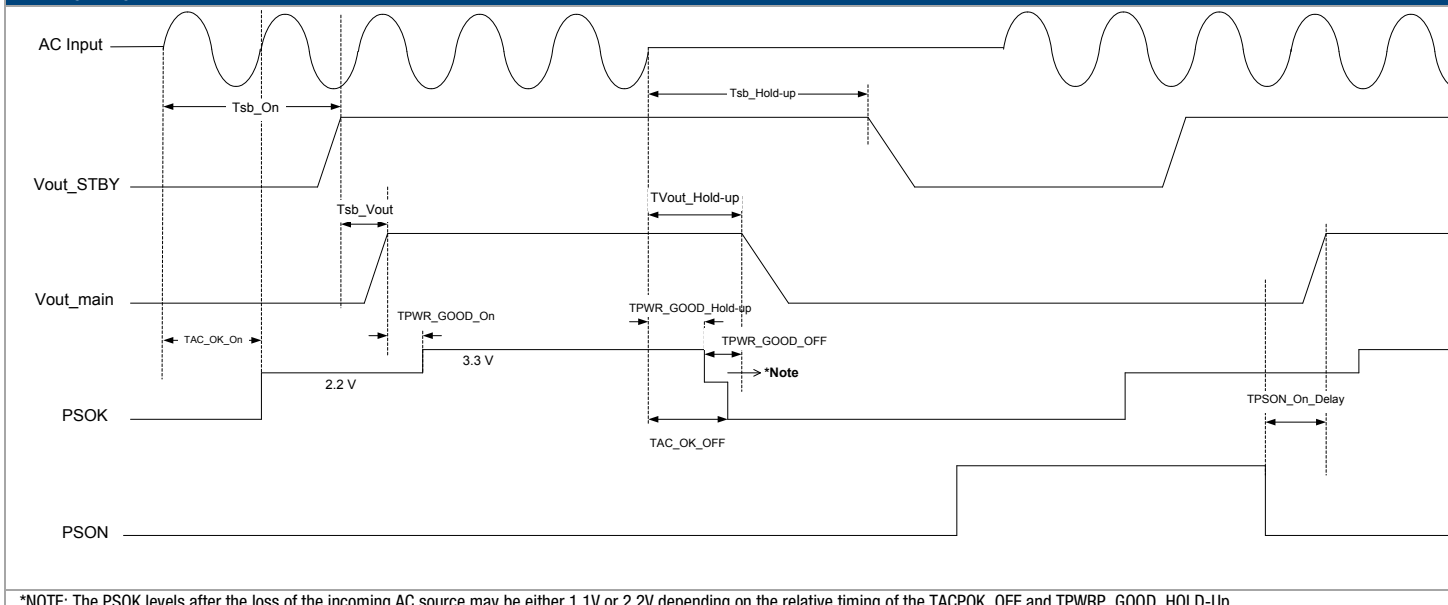 AC Input
Tsb_On
Tsb_Hold-up
Vout_STBY
TVout_Hold-up
Tsb_Vout
Vout_main
TPWR_GOOD_Hold-up
TPWR_GOOD_On
TAC_OK_On
TPWR_GOOD_OFF
3.3 V
*Note
2.2 V
TPSON_On_Delay
PSOK
TAC_OK_OFF
PSON
*NOTE: The PSOK levels after the loss of the incoming AC source may be either 1.1V or 2.2V depending on the relative timing of the TACPOK_OFF and TPWRP_GOOD_HOLD-Up